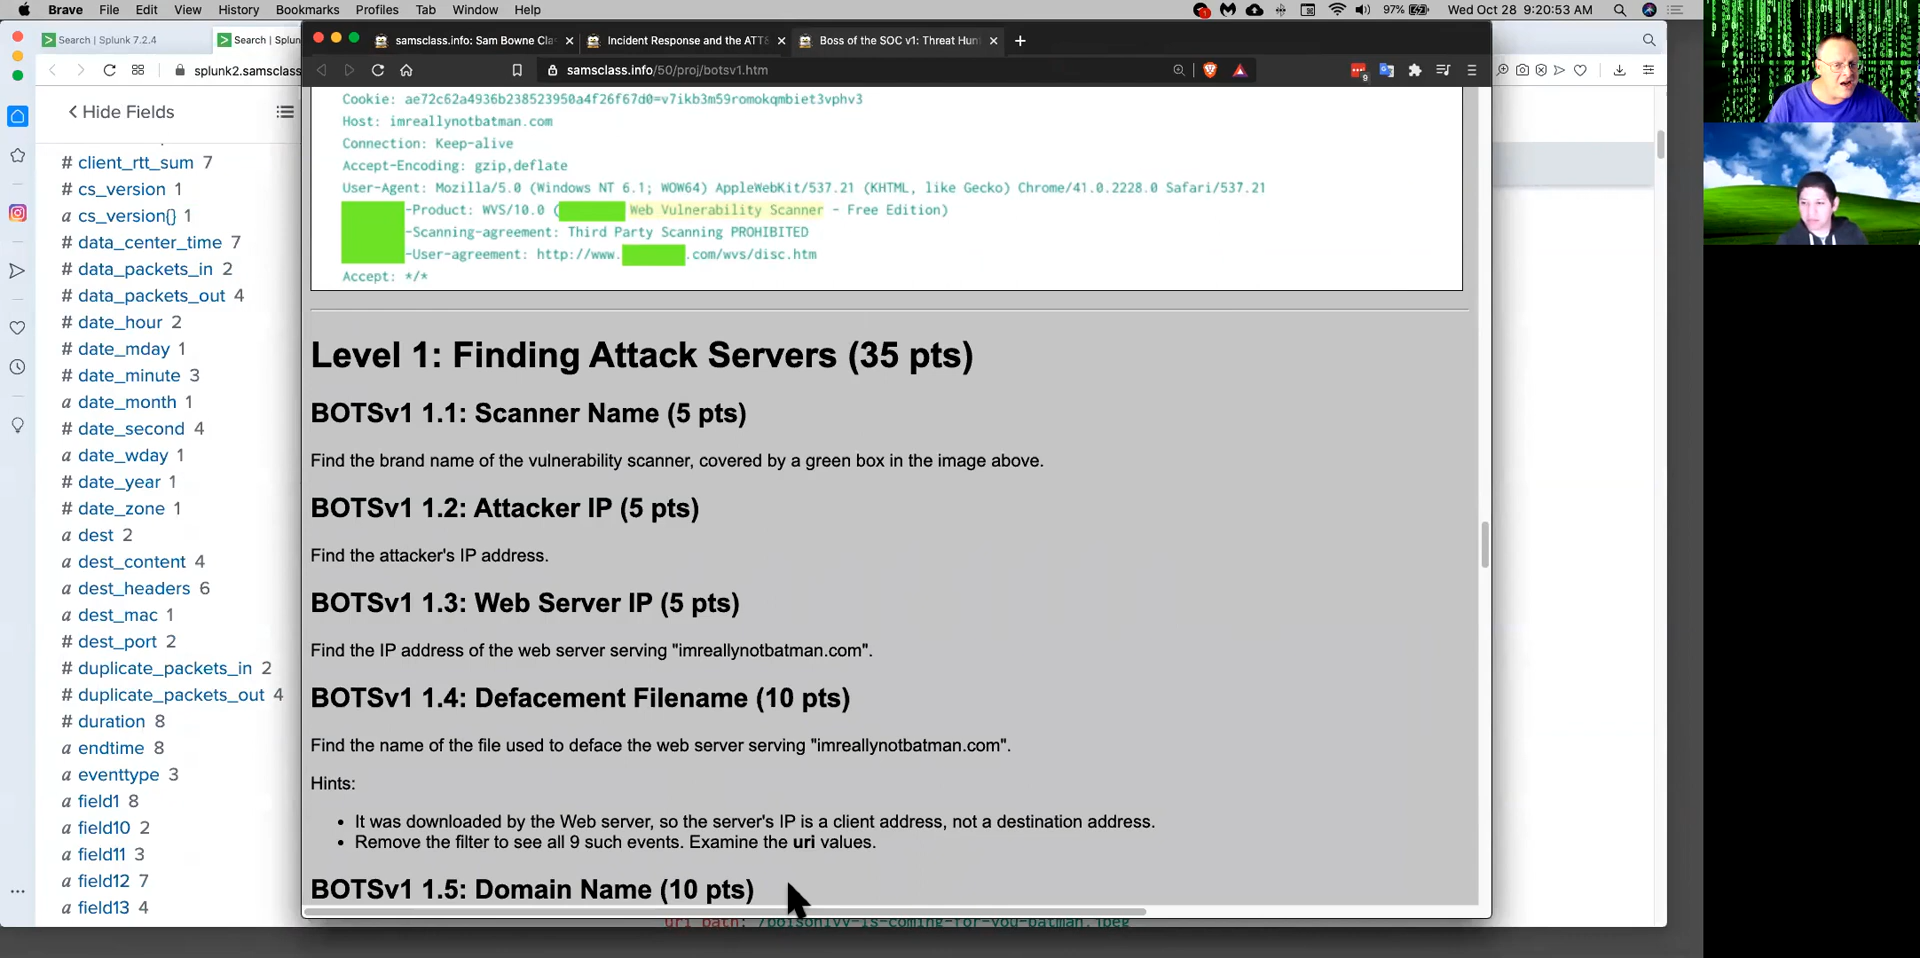 Brave File Edit View History Bookmarks Profiles Tab Window Help 97% Wed Oct 28 9:20:53 AM
Search | Splunk 7.2.4
Search | Splun
samsclass.info: Sam Bowne Cla
Incident Response and the ATT&
Boss of the SOC v1: Threat Hun
splunk2.samsclass
samsclass.info/50/proj/botsv1.htm
Hide Fields
# client_rtt_sum 7
# cs_version 1
a cs_version{} 1
# data_center_time 7
# data_packets_in 2
# data_packets_out 4
# date_hour 2
# date_mday 1
# date_minute 3
a date_month 1
# date_second 4
a date_wday 1
# date_year 1
# date_zone 1
a dest 2
a dest_content 4
a dest_headers 6
a dest_mac 1
# dest_port 2
# duplicate_packets_in 2
# duplicate_packets_out 4
# duration 8
a endtime 8
a eventtype 3
a field1 8
a field10 2
a field11 3
a field12 7
a field13 4
Cookie: ae72c62a4936b238523950a4f26f67d0=v7ikb3m59romokqmbiet3vphv3
Host: imreallynotbatman.com
Connection: Keep-alive
Accept-Encoding: gzip,deflate
User-Agent: Mozilla/5.0 (Windows NT 6.1; WOW64) AppleWebKit/537.21 (KHTML, like Gecko) Chrome/41.0.2228.0 Safari/537.21
-Product: WVS/10.0 ( Web Vulnerability Scanner - Free Edition)
-Scanning-agreement: Third Party Scanning PROHIBITED
-User-agreement: http://www. .com/wvs/disc.htm
Accept: */*
Level 1: Finding Attack Servers (35 pts)
BOTSv1 1.1: Scanner Name (5 pts)
Find the brand name of the vulnerability scanner, covered by a green box in the image above.
BOTSv1 1.2: Attacker IP (5 pts)
Find the attacker's IP address.
BOTSv1 1.3: Web Server IP (5 pts)
Find the IP address of the web server serving "imreallynotbatman.com".
BOTSv1 1.4: Defacement Filename (10 pts)
Find the name of the file used to deface the web server serving "imreallynotbatman.com".
Hints:
• It was downloaded by the Web server, so the server's IP is a client address, not a destination address.
• Remove the filter to see all 9 such events. Examine the uri values.
BOTSv1 1.5: Domain Name (10 pts)
uri_path: /poisonivy-is-coming-for-you-batman.jpeg